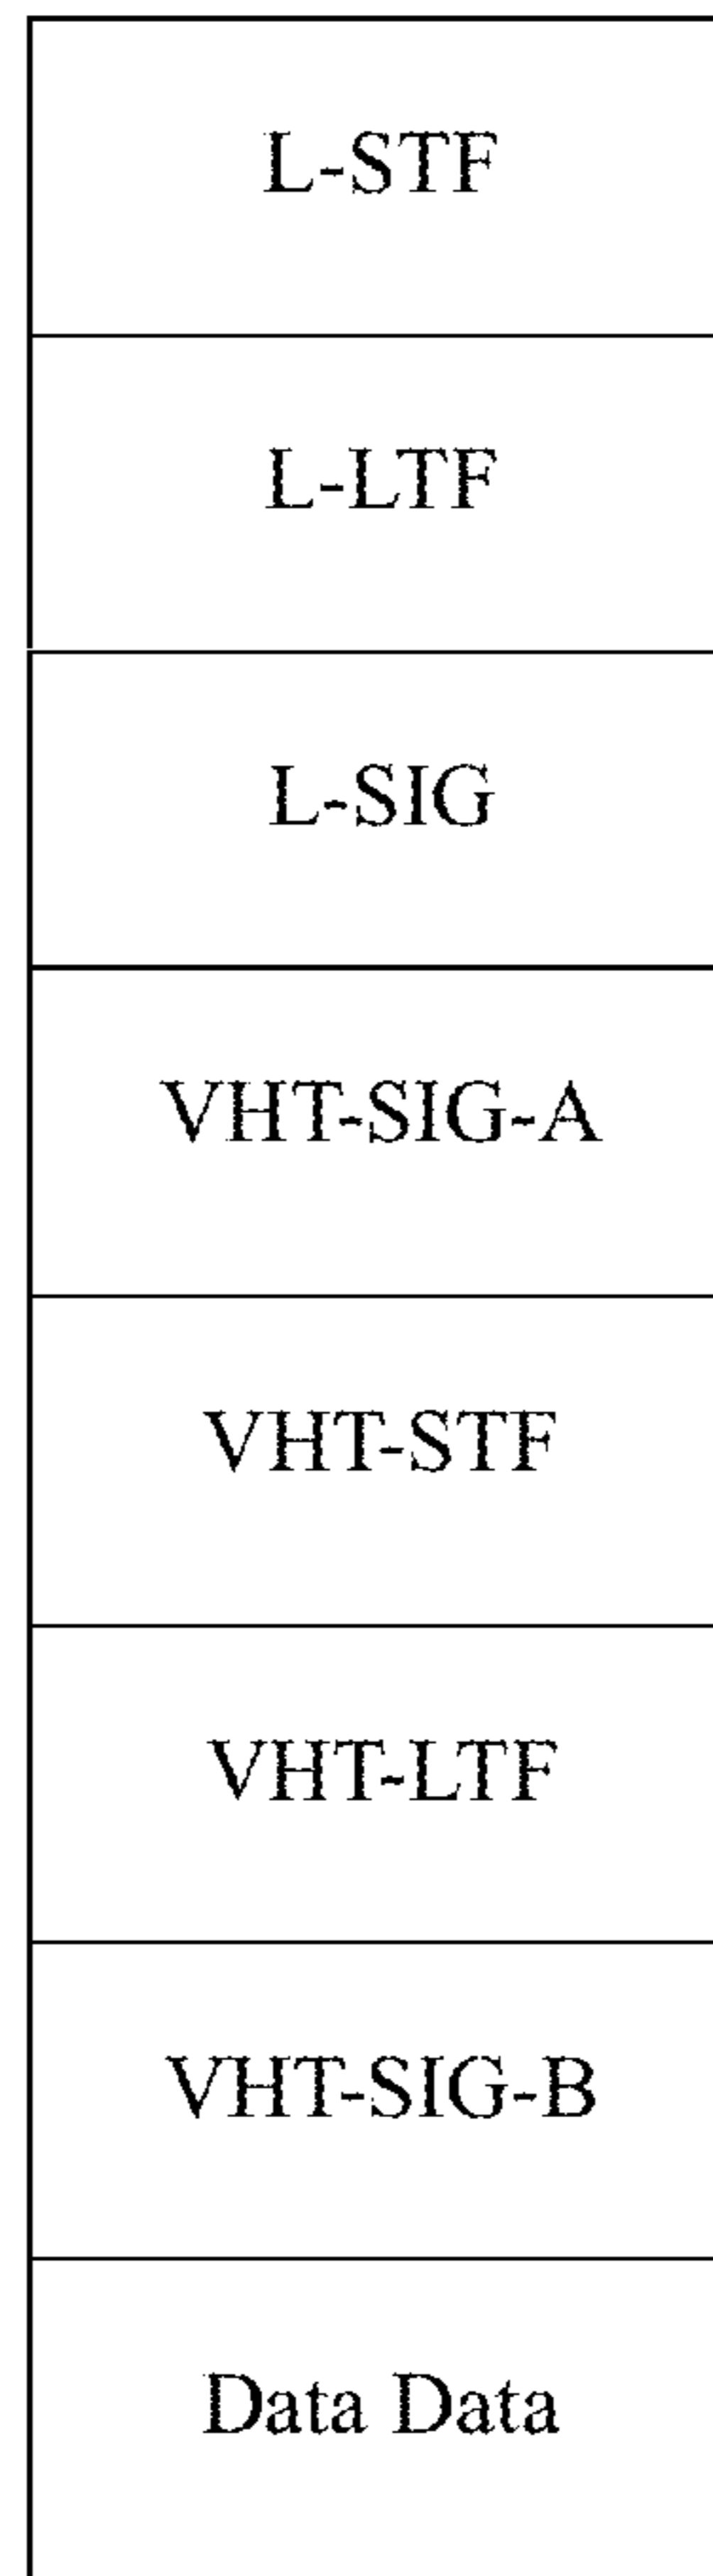 L-STF
L-LTF
L-SIG
VHT-SIG-A
VHT-STF
VHT-LTF
VHT-SIG-B
Data Data